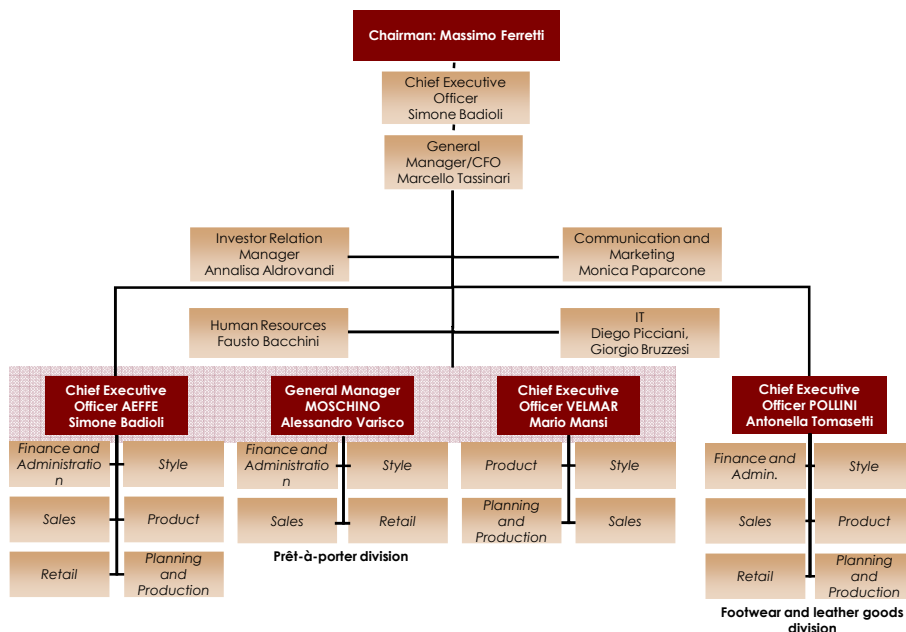 Chairman: Massimo Ferretti
Chief Executive
Officer
Simone Badioli
General
Manager/CFO
Marcello Tassinari
Investor Relation
Manager
Annalisa Aldrovandi
Communication and
Marketing
Monica Paparcone
Human Resources
Fausto Bacchini
IT
Diego Picciani,
Giorgio Bruzzesi
Chief Executive
Officer AEFFE
Simone Badioli
General Manager
MOSCHINO
Alessandro Varisco
Chief Executive
Officer VELMAR
Mario Mansi
Chief Executive
Officer POLLINI
Antonella Tomasetti
Finance and
Administratio
n
Style
Sales
Product
Retail
Planning
and
Production
Finance and
Administratio
n
Style
Sales
Retail
Product
Style
Planning
and
Production
Sales
Finance and
Admin.
Style
Sales
Product
Retail
Planning
and
Production
Prêt-à-porter division
Footwear and leather goods
division